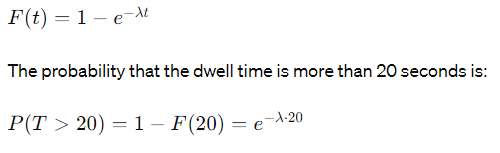 F(t) = 1 − e^{−λt}
The probability that the dwell time is more than 20 seconds is:
P(T > 20) = 1 − F(20) = e^{−λ⋅20}